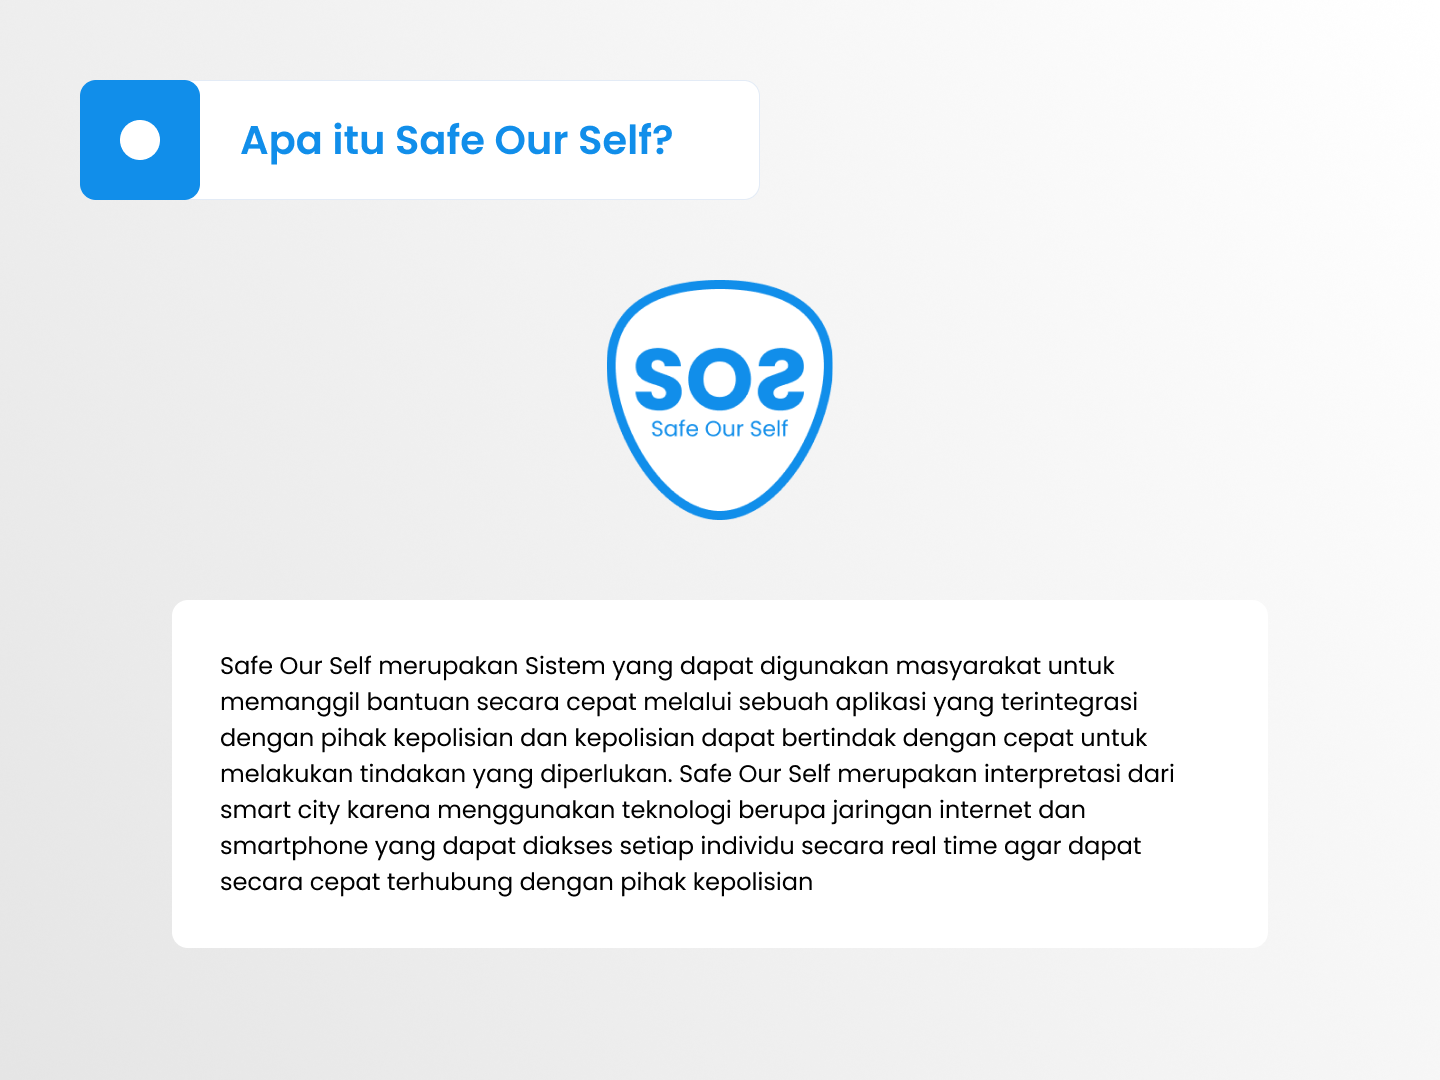 Apa itu Safe Our Self?
SOS
Safe Our Self
Safe Our Self merupakan Sistem yang dapat digunakan masyarakat untuk
memanggil bantuan secara cepat melalui sebuah aplikasi yang terintegrasi
dengan pihak kepolisian dan kepolisian dapat bertindak dengan cepat untuk
melakukan tindakan yang diperlukan. Safe Our Self merupakan interpretasi dari
smart city karena menggunakan teknologi berupa jaringan internet dan
smartphone yang dapat diakses setiap individu secara real time agar dapat
secara cepat terhubung dengan pihak kepolisian